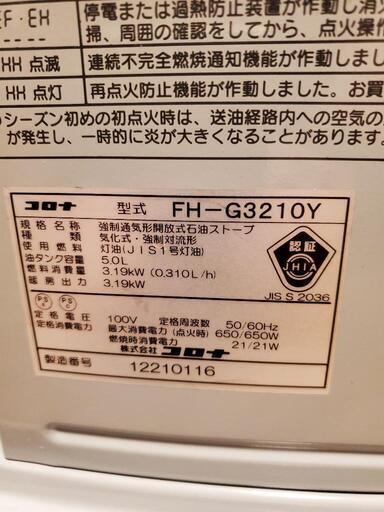 EF・EH 停電または過熱防止装置が作動し
掃、周囲の確認をしてから、点火操作
HH 点滅 連続不完全燃焼通知機能が作動しまし
HH 点灯 再点火防止機能が作動しました。お買
シーズン初めの初点火時は、送油経路内への空気の
が発生し、一時的に炎が大きくなることがあります。
コロナ 型式 FH-G3210Y
規格名称 強制通気形開放式石油ストーブ
種類 気化式・強制対流形
使用燃料 灯油(JIS1号灯油)
油タンク容量 5.0L
燃料消費量 3.19kW(0.310L/h)
暖房出力 3.19kW
認証
JHIA
JIS S 2036
PS PS
定格電圧 100V 定格周波数 50/60Hz
定格消費電力 最大消費電力(点火時) 650/650W
燃焼時消費電力 21/21W
株式会社コロナ
製造番号 12210116